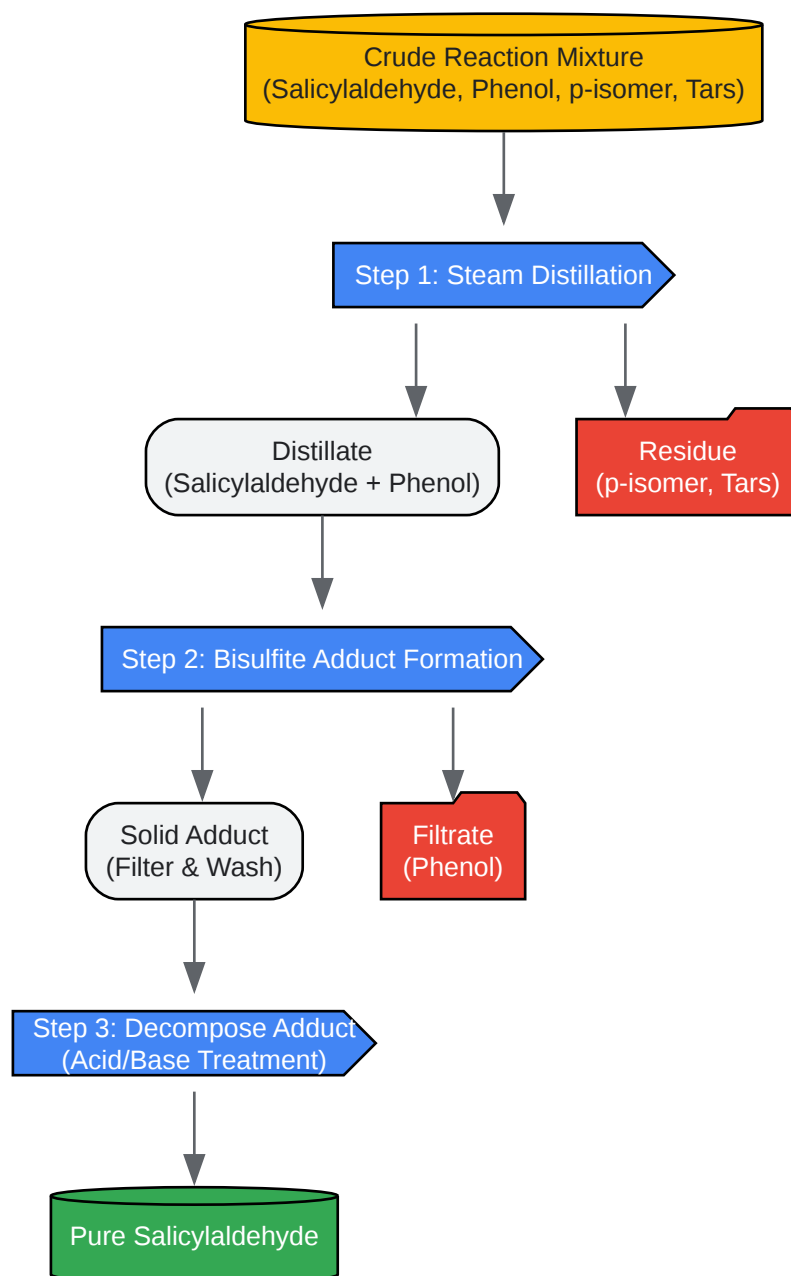 Crude Reaction Mixture
(Salicylaldehyde, Phenol, p-isomer, Tars)
Step 1: Steam Distillation
Distillate
(Salicylaldehyde + Phenol)
Residue
(p-isomer, Tars)
Step 2: Bisulfite Adduct Formation
Solid Adduct
(Filter & Wash)
Filtrate
(Phenol)
Step 3: Decompose Adduct
(Acid/Base Treatment)
Pure Salicylaldehyde